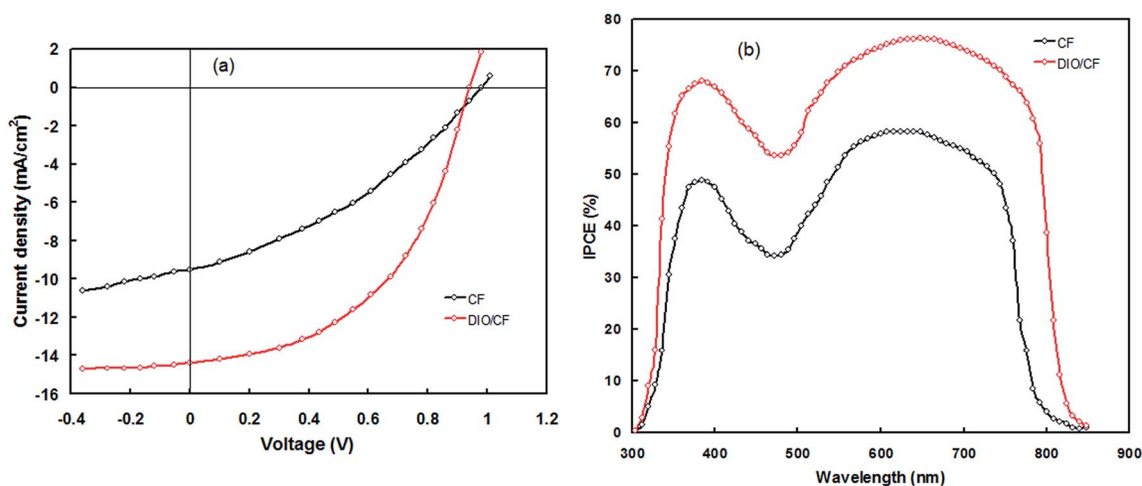 (a)
Current density (mA/cm²)
2
0
-2
-4
-6
-8
-10
-12
-14
-16
CF
DIO/CF
-0.4 -0.2 0 0.2 0.4 0.6 0.8 1 1.2
Voltage (V)
(b)
IPCE (%)
80
70
60
50
40
30
20
10
0
CF
DIO/CF
300 400 500 600 700 800 900
Wavelength (nm)